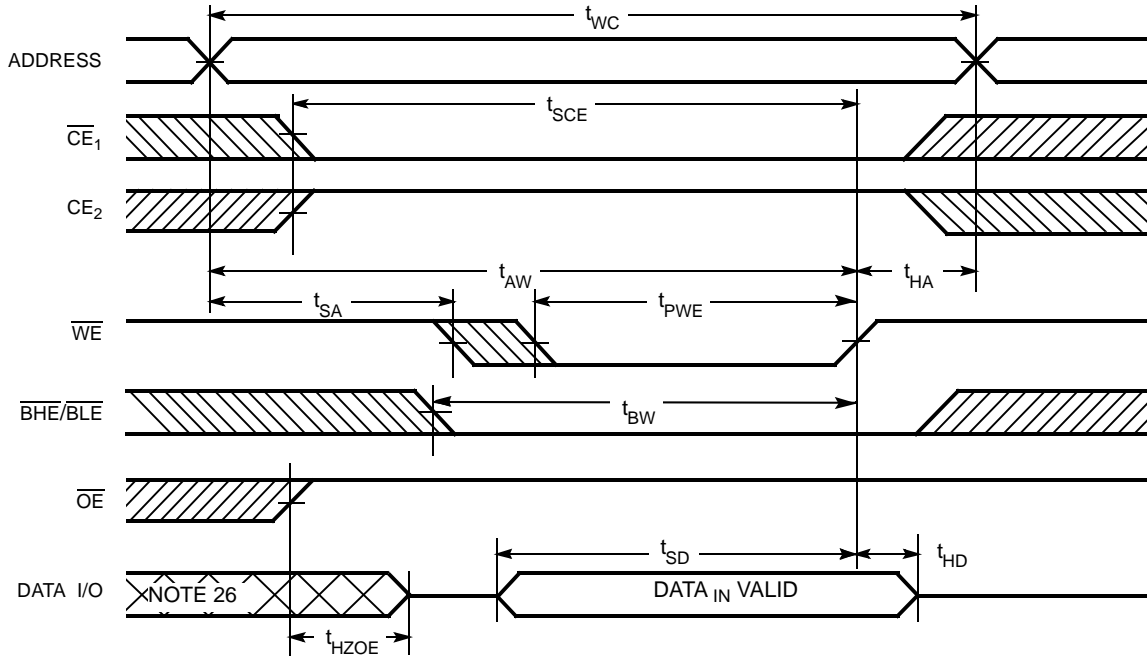 tWC
ADDRESS
tSCE
CE1
CE2
tAW
tHA
tSA
tPWE
WE
BHE/BLE
tBW
OE
tSD
tHD
DATA I/O
NOTE 26
DATA IN VALID
tHZOE